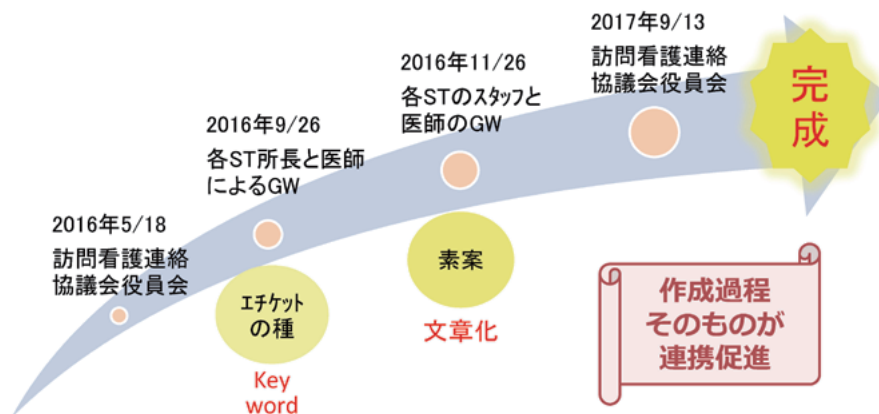 2016年5/18
訪問看護連絡
協議会役員会
2016年9/26
各ST所長と医師
によるGW
エチケット
の種
Key
word
2016年11/26
各STのスタッフと
医師のGW
素案
文章化
2017年9/13
訪問看護連絡
協議会役員会
完
成
作成過程
そのものが
連携促進